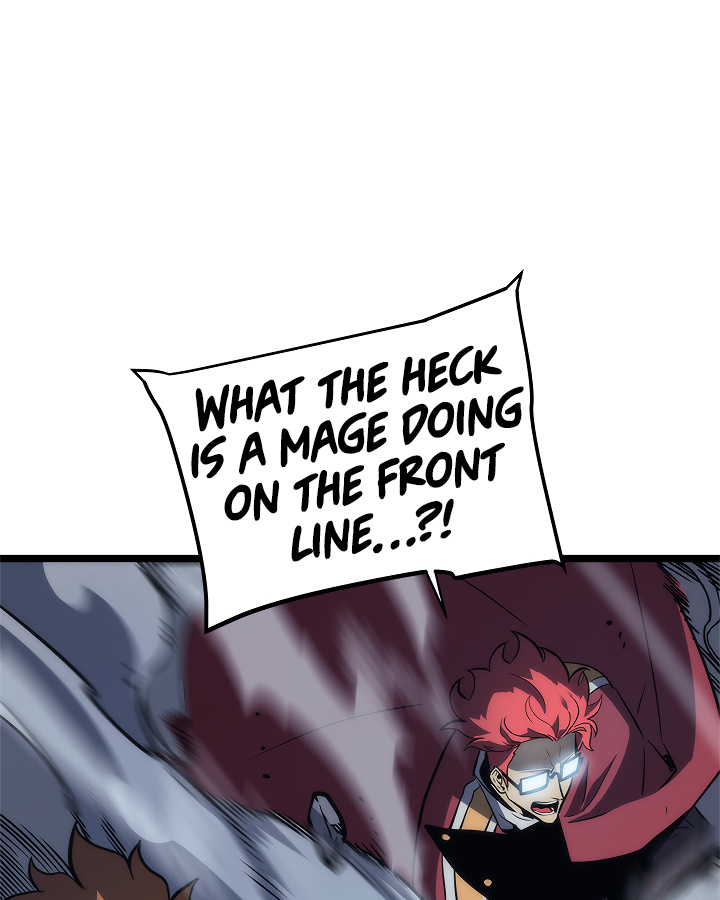 WHAT THE HECK
IS A MAGE DOING
ON THE FRONT
LINE...?!